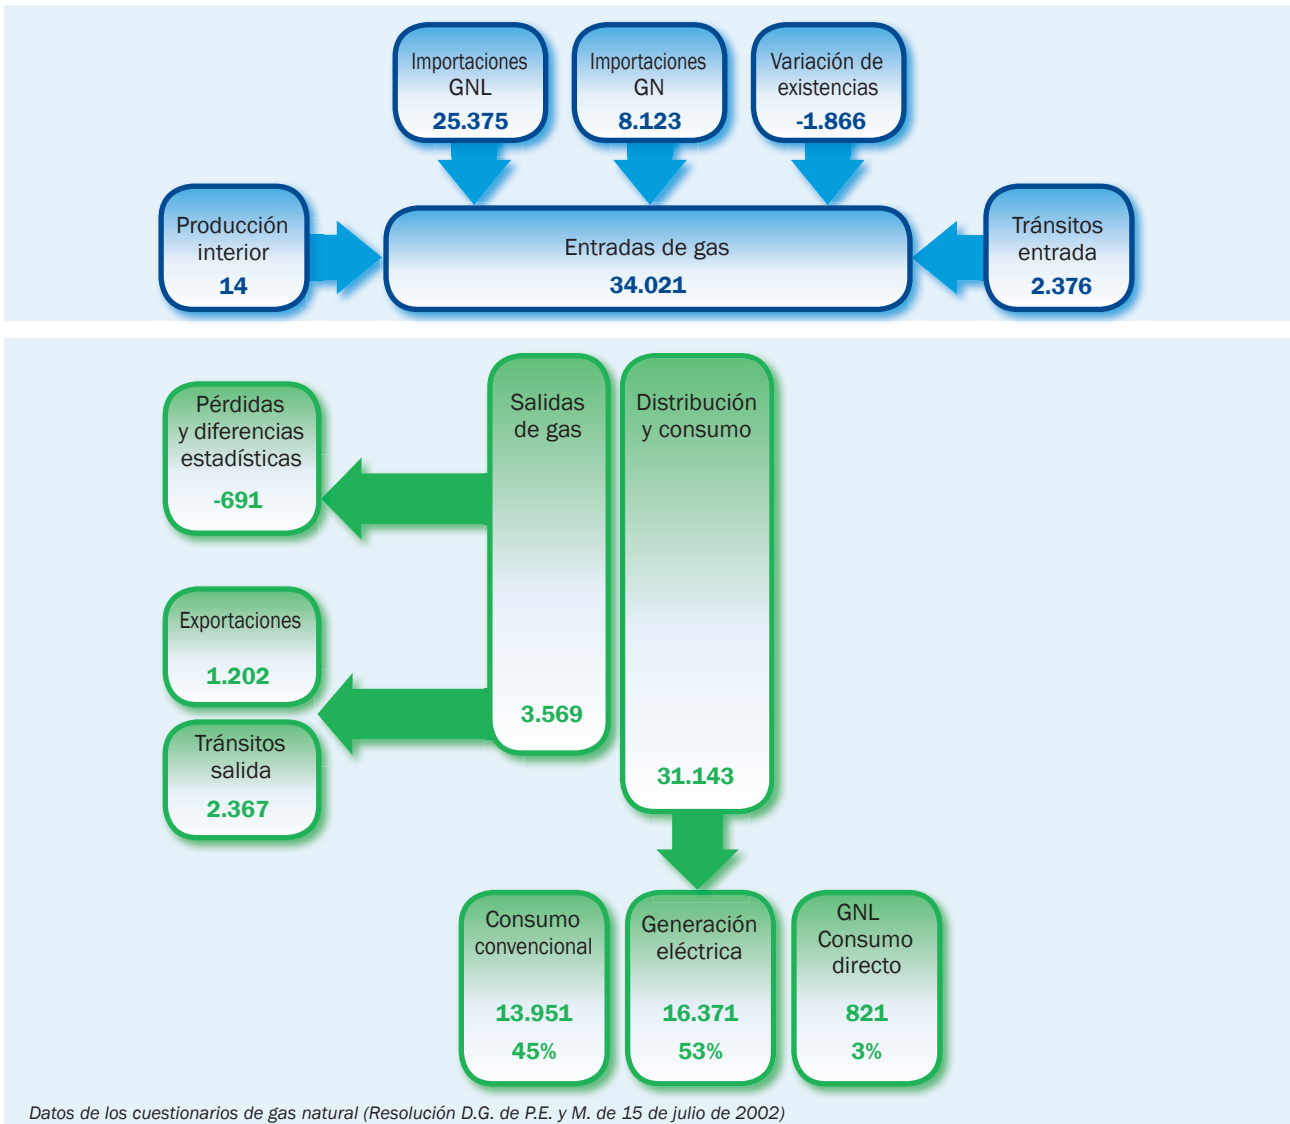 Importaciones
GNL
25.375
Importaciones
GN
8.123
Variación de
existencias
-1.866
Producción
interior
14
Entradas de gas
34.021
Tránsitos
entrada
2.376
Pérdidas
y diferencias
estadísticas
-691
Salidas
de gas
3.569
Distribución
y consumo
31.143
Exportaciones
1.202
Tránsitos
salida
2.367
Consumo
convencional
13.951
45%
Generación
eléctrica
16.371
53%
GNL
Consumo
directo
821
3%
Datos de los cuestionarios de gas natural (Resolución D.G. de P.E. y M. de 15 de julio de 2002)